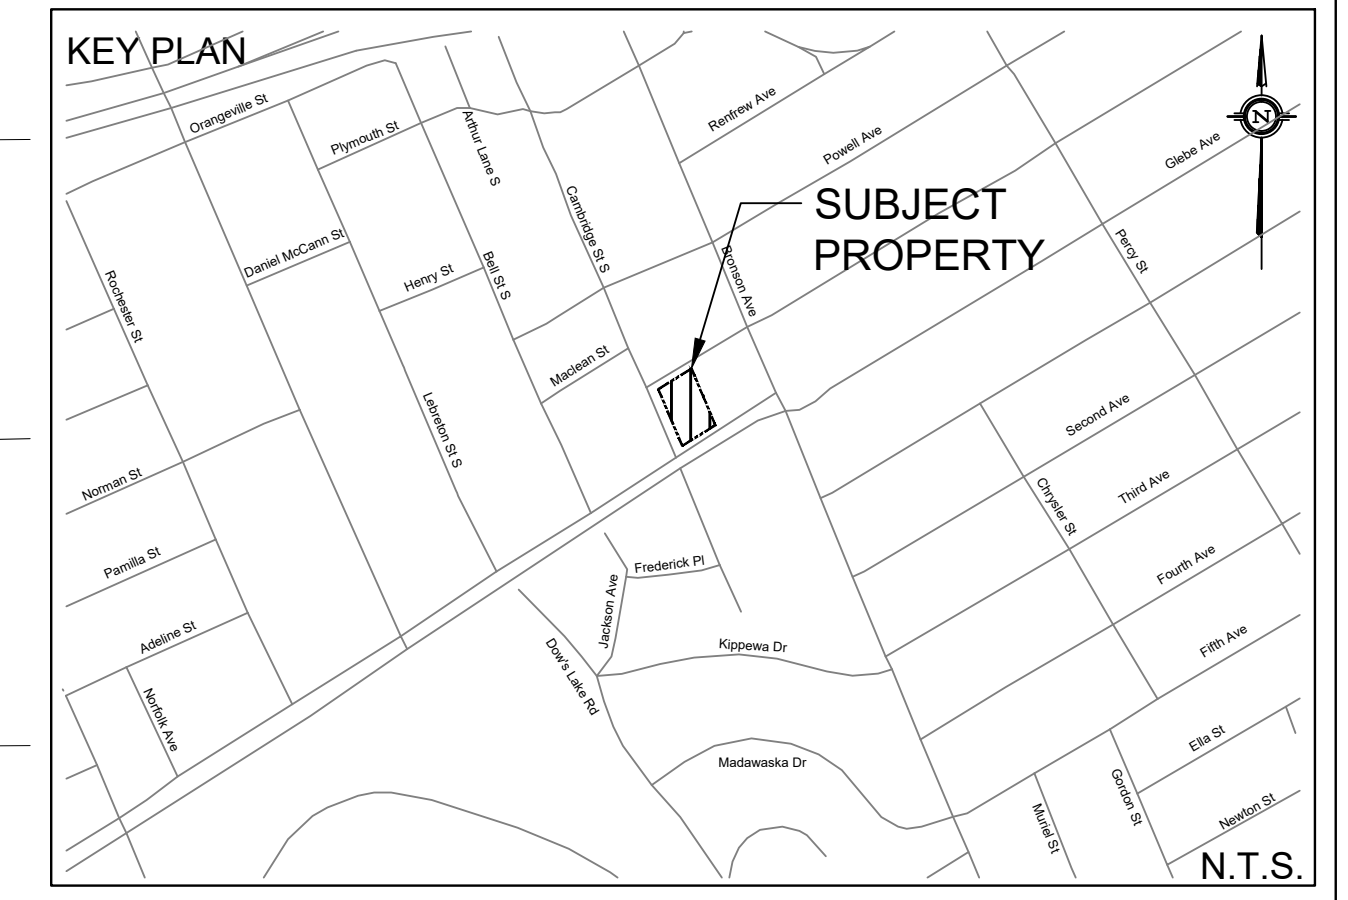 KEY PLAN
Orangeville St
Plymouth St
Arthur Lane S
Renfrew Ave
Powell Ave
Glebe Ave
N
SUBJECT
PROPERTY
Cambridge St S
Daniel McCann St
Henry St
Bell St S
Bronson Ave
Percy St
Rochester St
Maclean St
Lebreton St S
Second Ave
Norman St
Third Ave
Chrysler St
Pamilla St
Frederick Pl
Fourth Ave
Jackson Ave
Adeline St
Kippewa Dr
Fifth Ave
Dow's Lake Rd
Norfolk Ave
Ella St
Madawaska Dr
Gordon St
Muriel St
Newton St
N.T.S.